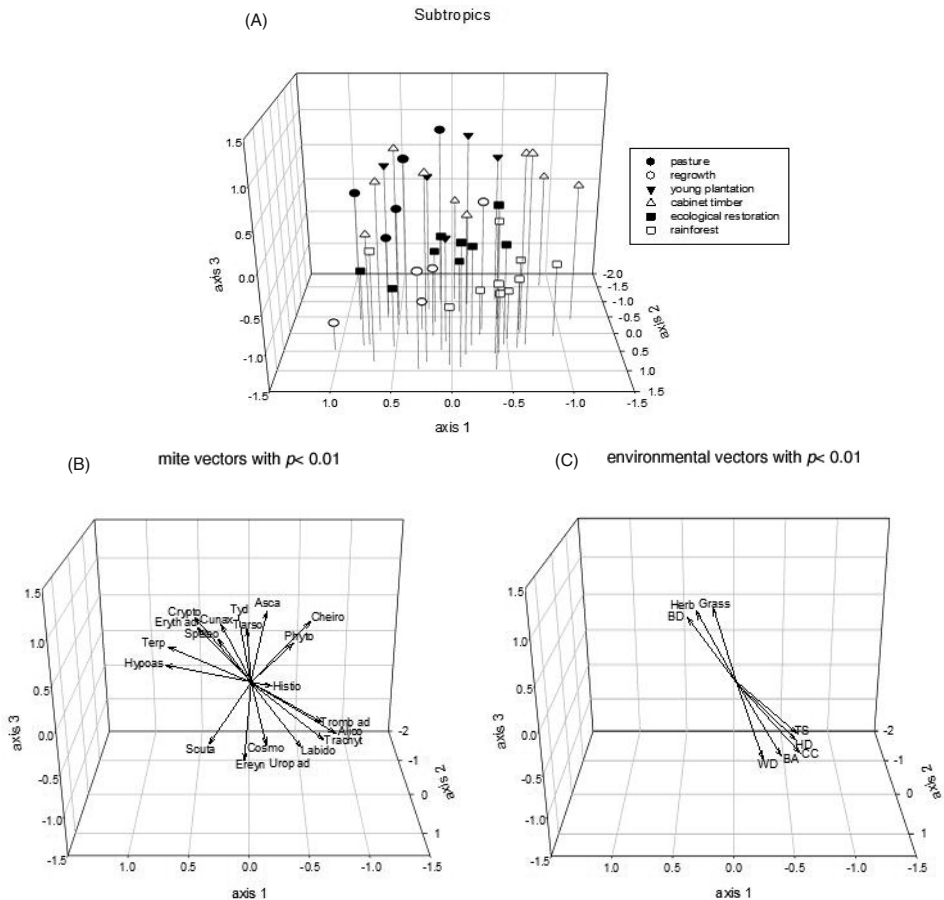 Subtropics
(A)
1.5
1.0
0.5
0.0
-0.5
-1.0
-1.5
axis 3
1.0
0.5
0.0
-0.5
-1.0
-1.5
axis 1
-2.0
-1.5
-1.0
-0.5
0.0
0.5
1.0
1.5
axis 2
pasture
regrowth
young plantation
cabinet timber
ecological restoration
rainforest
(B)
mite vectors with p< 0.01
1.5
1.0
0.5
0.0
-0.5
-1.0
-1.5
axis 3
Tyd
Asca
Crypto
Cunax
Cheiro
Eryth ad
Tarso
Phyto
Terp
Hypoas
Histio
Tromb ad
Alico
Trachyt
Scuta
Cosmo
Labido
Ereyn
Urop ad
-2
-1
0
1
axis 2
1.0
0.5
0.0
-0.5
-1.0
-1.5
axis 1
(C)
environmental vectors with p< 0.01
1.5
1.0
0.5
0.0
-0.5
-1.0
-1.5
axis 3
Herb
Grass
BD
TS
HD
CC
BA
WD
-2
-1
0
1
axis 2
1.0
0.5
0.0
-0.5
-1.0
-1.5
axis 1